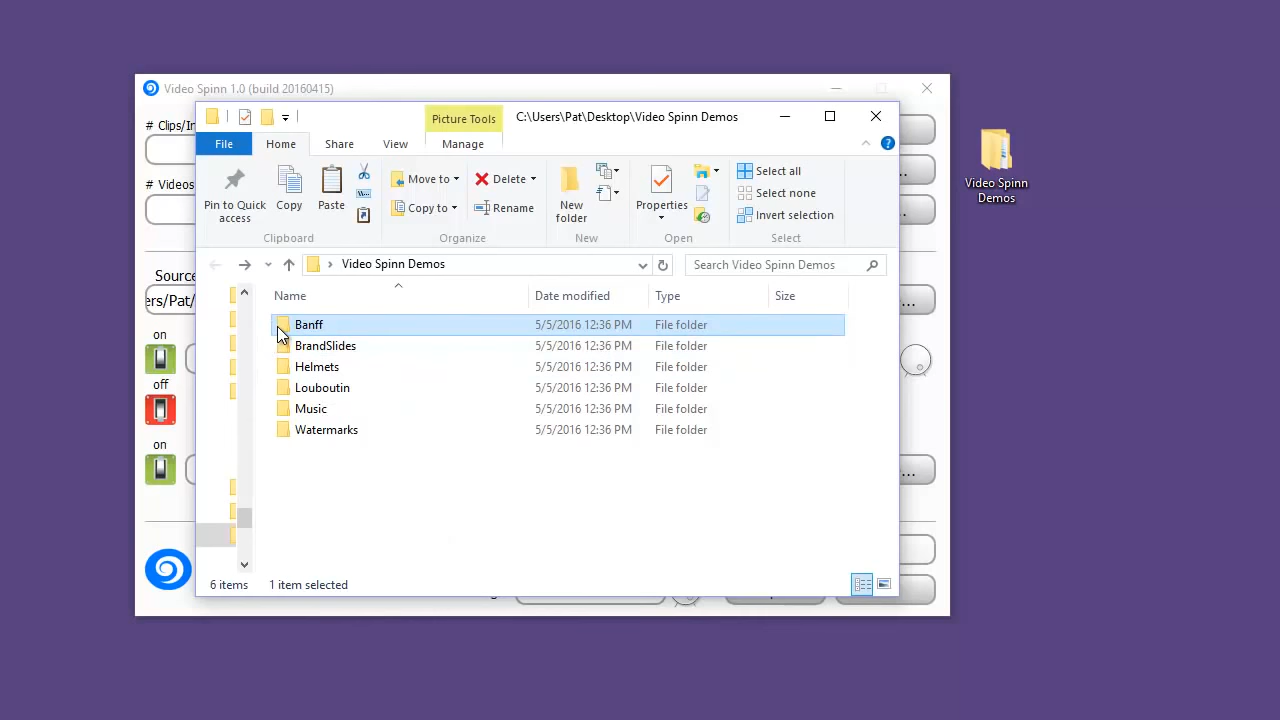 Video Spinn 1.0 (build 20160415)
Picture Tools
C:\Users\Pat\Desktop\Video Spinn Demos
File
Home
Share
View
Manage
Pin to Quick access
Copy
Paste
Move to
Copy to
Delete
Rename
New folder
Properties
Select all
Select none
Invert selection
Clipboard
Organize
New
Open
Select
Video Spinn Demos
Search Video Spinn Demos
Name
Date modified
Type
Size
Banff 5/5/2016 12:36 PM File folder
BrandSlides 5/5/2016 12:36 PM File folder
Helmets 5/5/2016 12:36 PM File folder
Louboutin 5/5/2016 12:36 PM File folder
Music 5/5/2016 12:36 PM File folder
Watermarks 5/5/2016 12:36 PM File folder
6 items 1 item selected
# Clips/In
# Videos
Source
ers/Pat/
on
off
on
...
...
Video Spinn
Demos